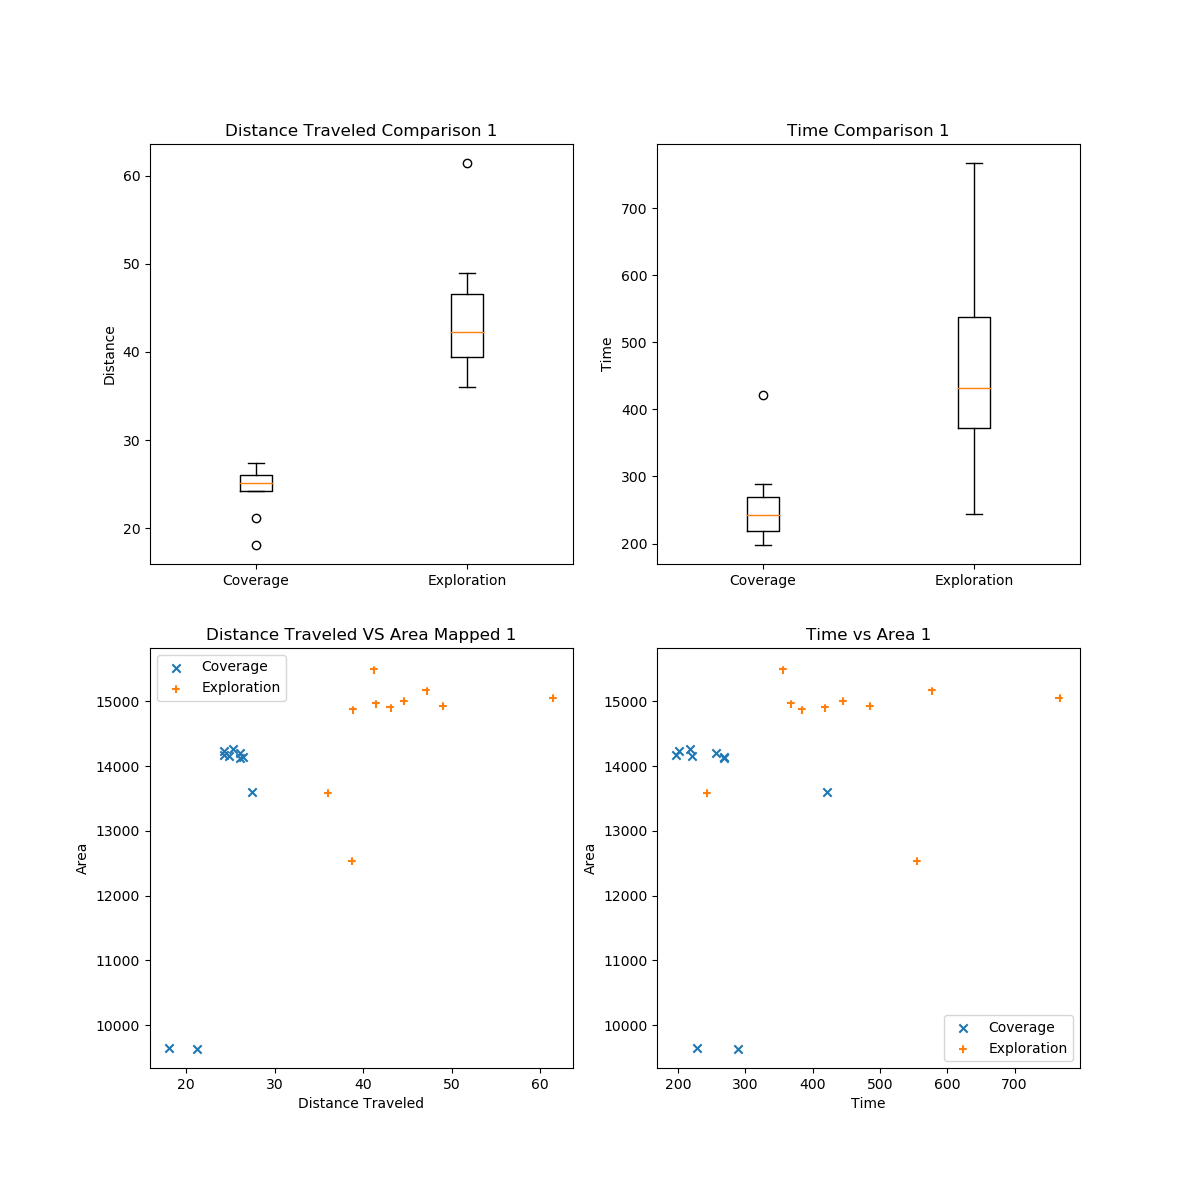 Distance Traveled Comparison 1
60
50
40
30
20
Distance
Coverage
Exploration
Time Comparison 1
700
600
500
400
300
200
Time
Coverage
Exploration
Distance Traveled VS Area Mapped 1
Coverage
Exploration
15000
14000
13000
12000
11000
10000
Area
20 30 40 50 60
Distance Traveled
Time vs Area 1
15000
14000
13000
12000
11000
10000
Area
Coverage
Exploration
200 300 400 500 600 700
Time